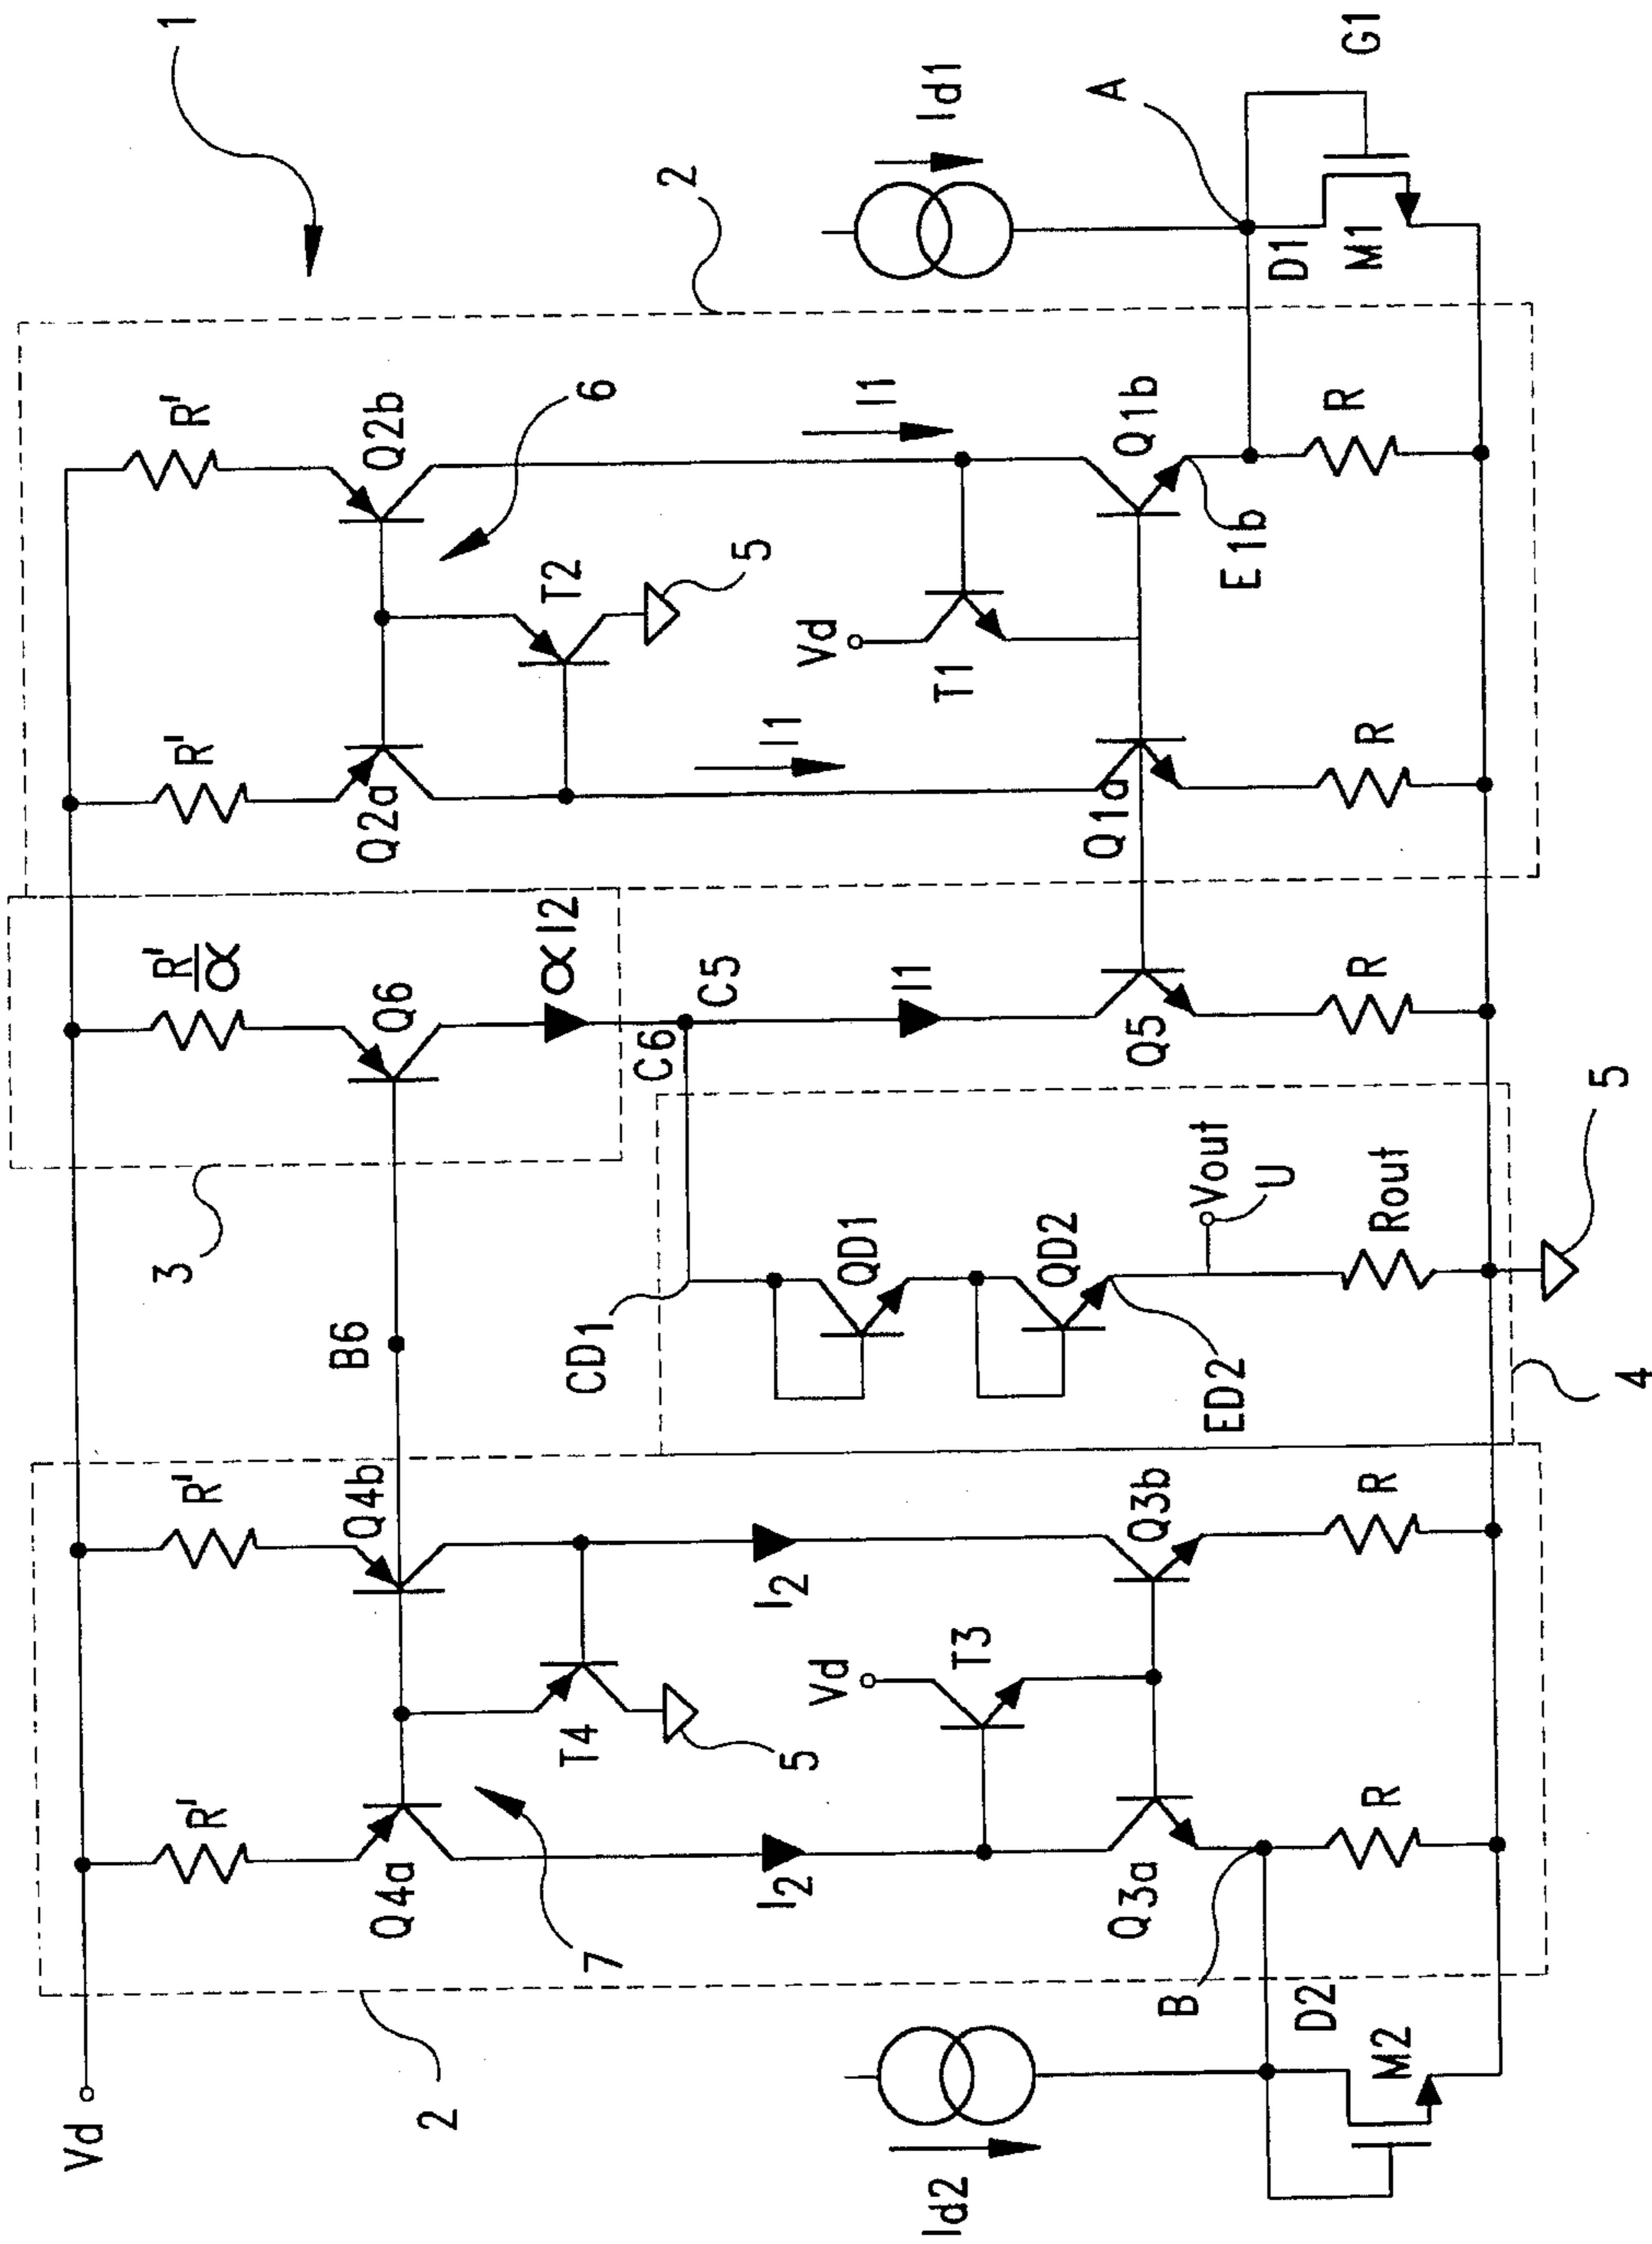 Vd
R'
R'
3
R'
α
R'
R'
1
Q4a
Q4b
B6
Q6
Q2a
Q2b
2
7
T4
CD1
αI2
T2
6
C6
C5
2
5
I2
I2
Vd
QD1
I1
5
Vd
I1
I1
Id2
T3
QD2
T1
Id1
Q3a
Q3b
Q5
Q1a
Q1b
A
B
ED2
Vout
U
E1b
D2
D1
M2
R
R
Rout
R
R
R
M1
G1
4
5